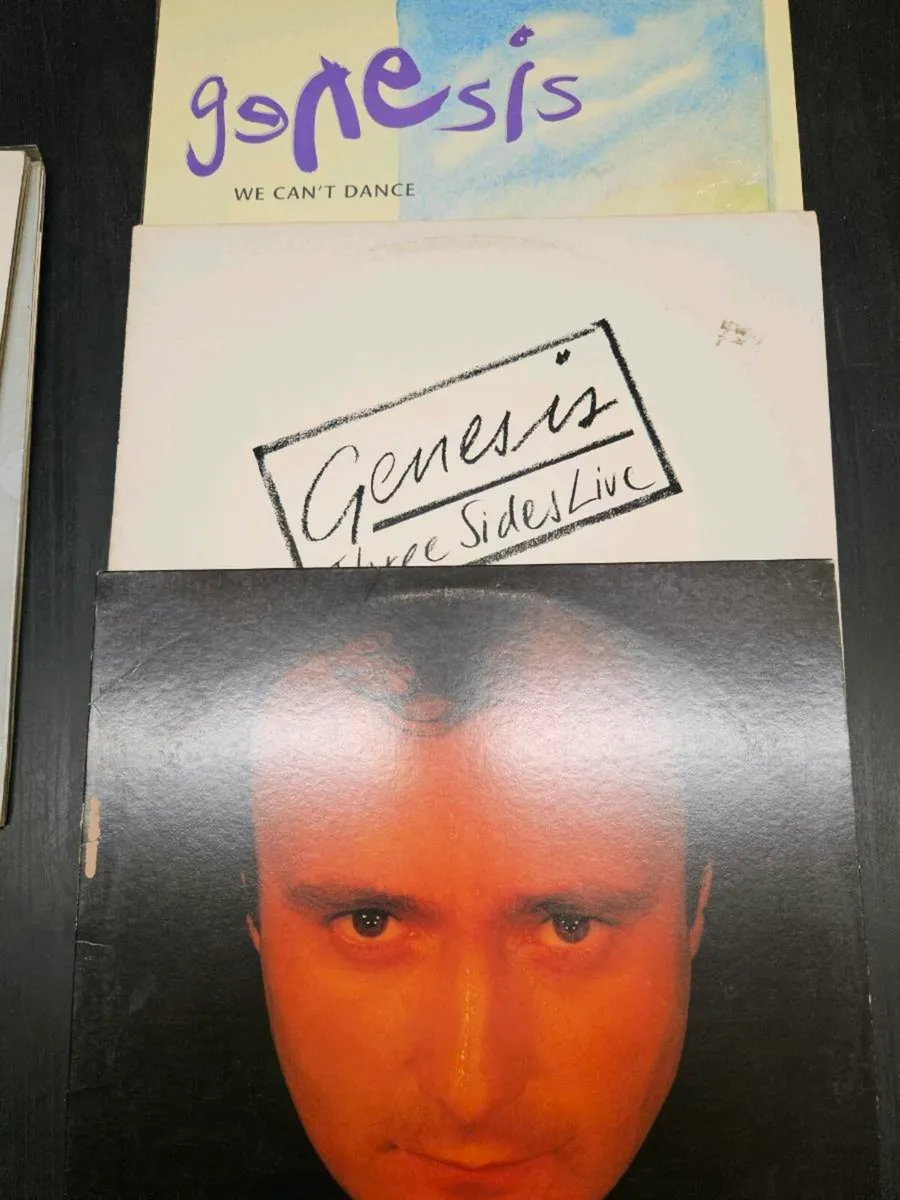 genesis
WE CAN'T DANCE
Genesis
Three Sides Live